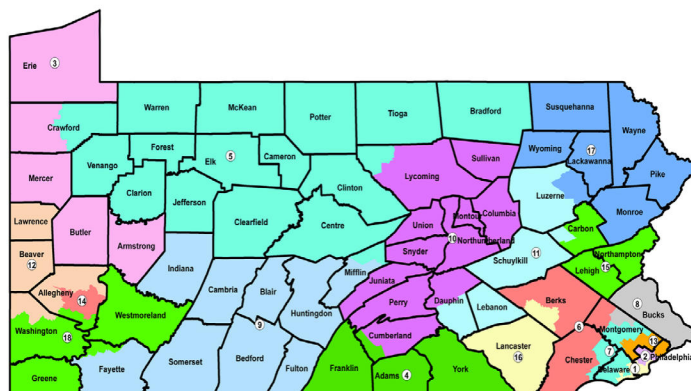 Erie 3
Warren McKean Potter Tioga Bradford Susquehanna
Crawford Wayne
Forest Wyoming 17
Venango Elk 5 Cameron Sullivan Lackawanna
Mercer Lycoming Pike
Clarion Clinton Luzerne
Jefferson Monroe
Lawrence Butler Clearfield Centre Union Montour Columbia Carbon
Armstrong 10 Northumberland
Beaver Snyder 11 Northampton
12 Indiana Mifflin Schuylkill Lehigh 15
Allegheny Cambria Blair Juniata
14 Huntingdon Dauphin Lebanon Berks 8
Westmoreland Perry Bucks
Washington 9 6 Montgomery
18 Cumberland Lancaster 13
Somerset Bedford 16 7 2 Philadelphia
Greene Fayette Fulton Franklin Adams 4 York Chester Delaware 1